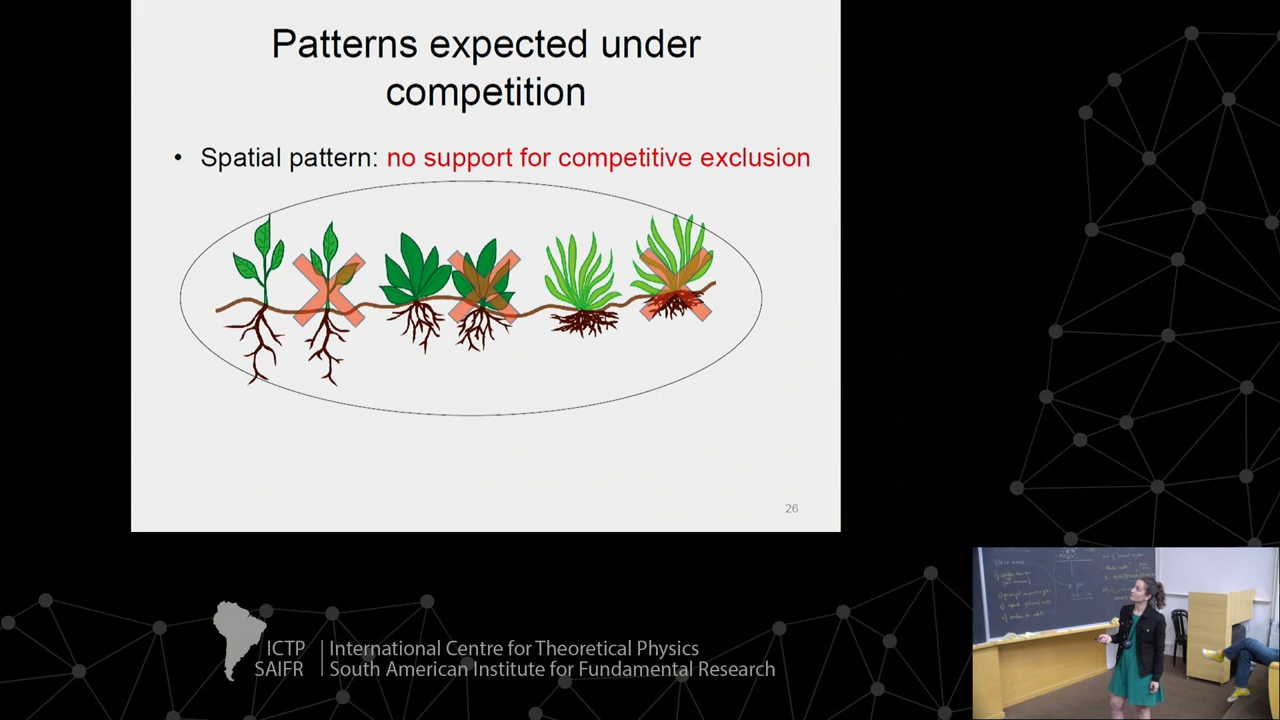 Patterns expected under
competition
• Spatial pattern: no support for competitive exclusion
26
ICTP | International Centre for Theoretical Physics
SAIFR | South American Institute for Fundamental Research